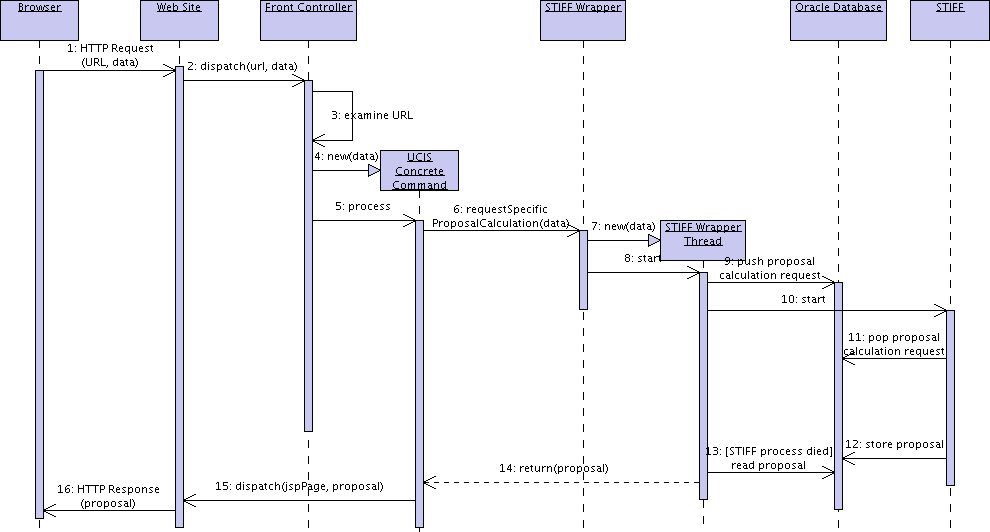 Browser
Web Site
Front Controller
STIFF Wrapper
Oracle Database
STIFF
1: HTTP Request
(URL, data)
2: dispatch(url, data)
3: examine URL
4: new(data)
UCIS
Concrete
Command
5: process
6: requestSpecific
ProposalCalculation(data)
7: new(data)
STIFF Wrapper
Thread
8: start
9: push proposal
calculation request
10: start
11: pop proposal
calculation request
12: store proposal
13: [STIFF process died]
read proposal
14: return(proposal)
15: dispatch(jspPage, proposal)
16: HTTP Response
(proposal)